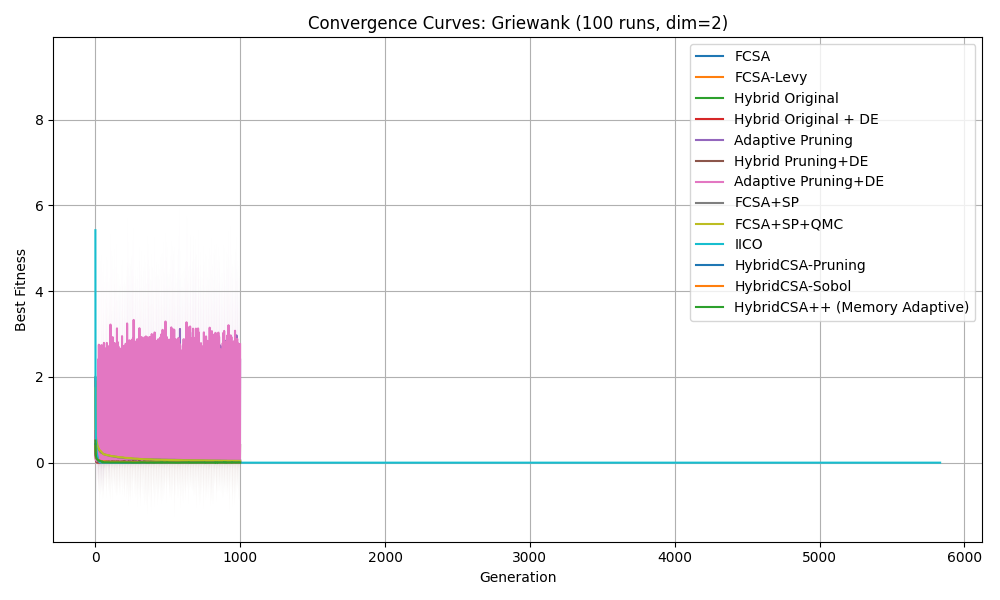 Convergence Curves: Griewank (100 runs, dim=2)
FCSA
FCSA-Levy
Hybrid Original
Hybrid Original + DE
Adaptive Pruning
Hybrid Pruning+DE
Adaptive Pruning+DE
FCSA+SP
FCSA+SP+QMC
IICO
HybridCSA-Pruning
HybridCSA-Sobol
HybridCSA++ (Memory Adaptive)
Best Fitness
8
6
4
2
0
0 1000 2000 3000 4000 5000 6000
Generation